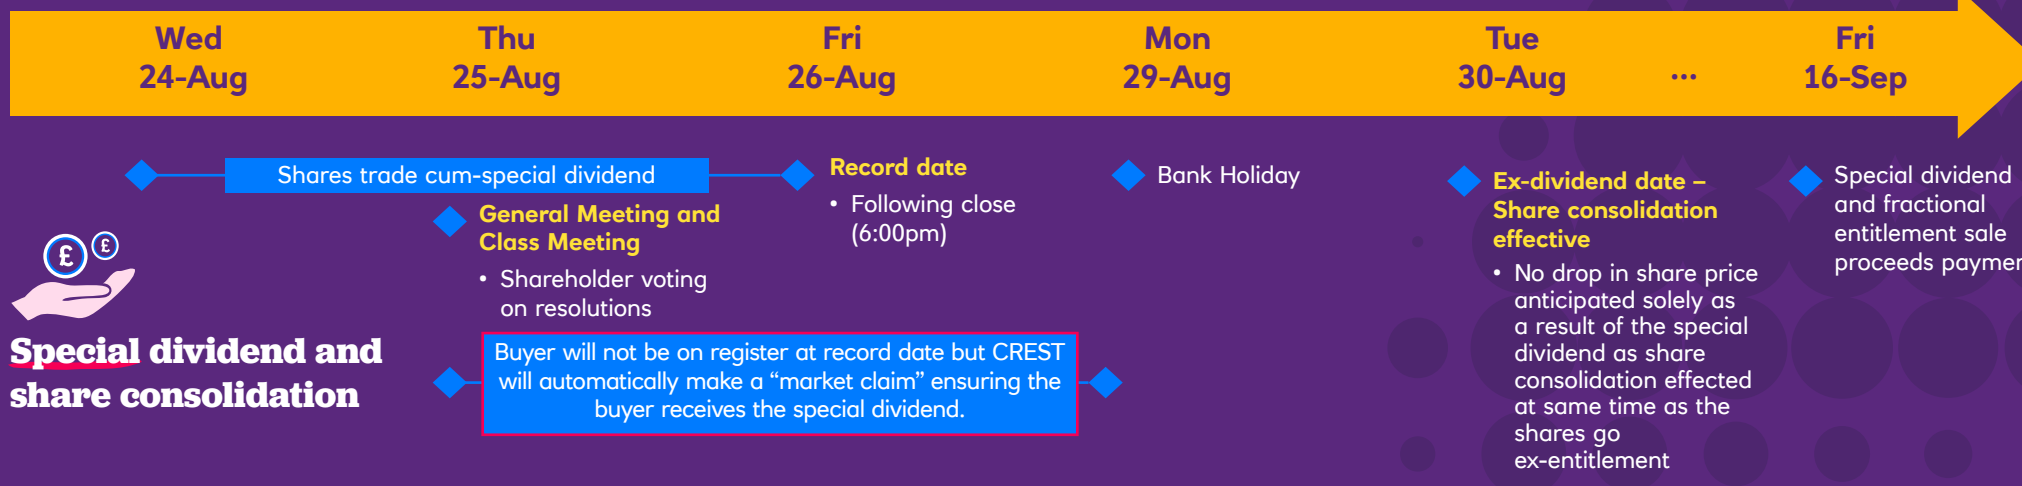 Wed
24-Aug
Thu
25-Aug
Fri
26-Aug
Mon
29-Aug
Tue
30-Aug
...
Fri
16-Sep
Shares trade cum-special dividend
General Meeting and
Class Meeting
• Shareholder voting
on resolutions
Record date
• Following close
(6:00pm)
Bank Holiday
Ex-dividend date –
Share consolidation
effective
• No drop in share price
anticipated solely as
a result of the special
dividend as share
consolidation effected
at same time as the
shares go
ex-entitlement
Special dividend
and fractional
entitlement sale
proceeds paymen
£
£
Special dividend and
share consolidation
Buyer will not be on register at record date but CREST
will automatically make a “market claim” ensuring the
buyer receives the special dividend.